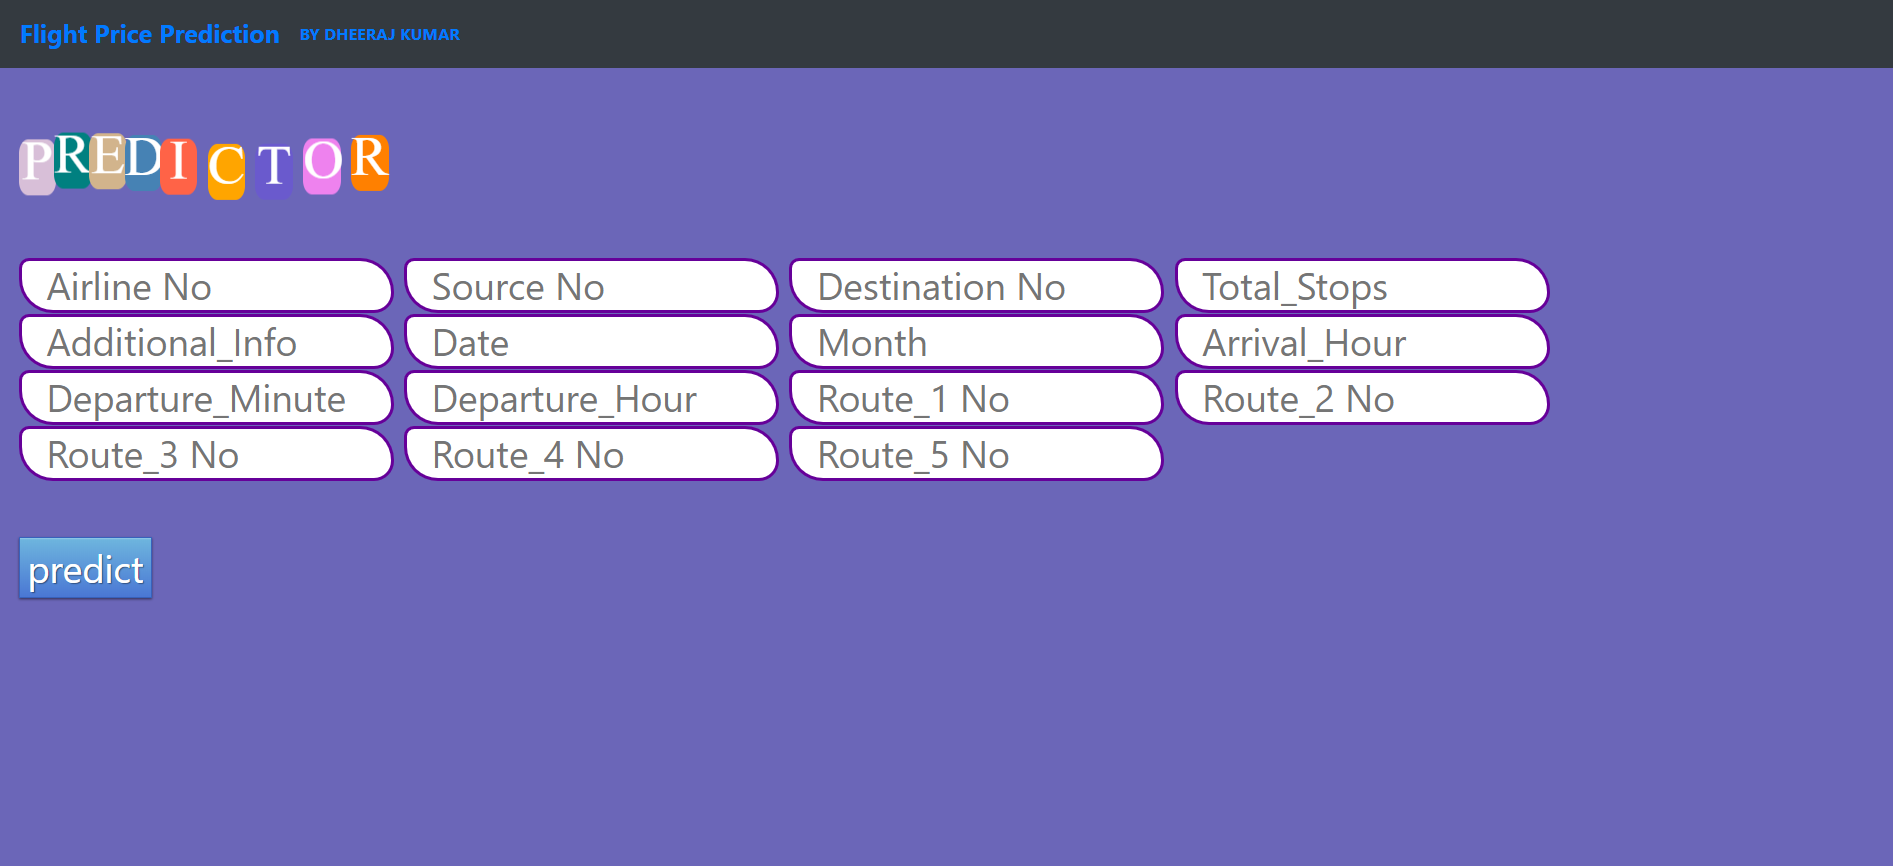 Flight Price Prediction BY DHEERAJ KUMAR
PREDICTOR
Airline No Source No Destination No Total_Stops
Additional_Info Date Month Arrival_Hour
Departure_Minute Departure_Hour Route_1 No Route_2 No
Route_3 No Route_4 No Route_5 No
predict